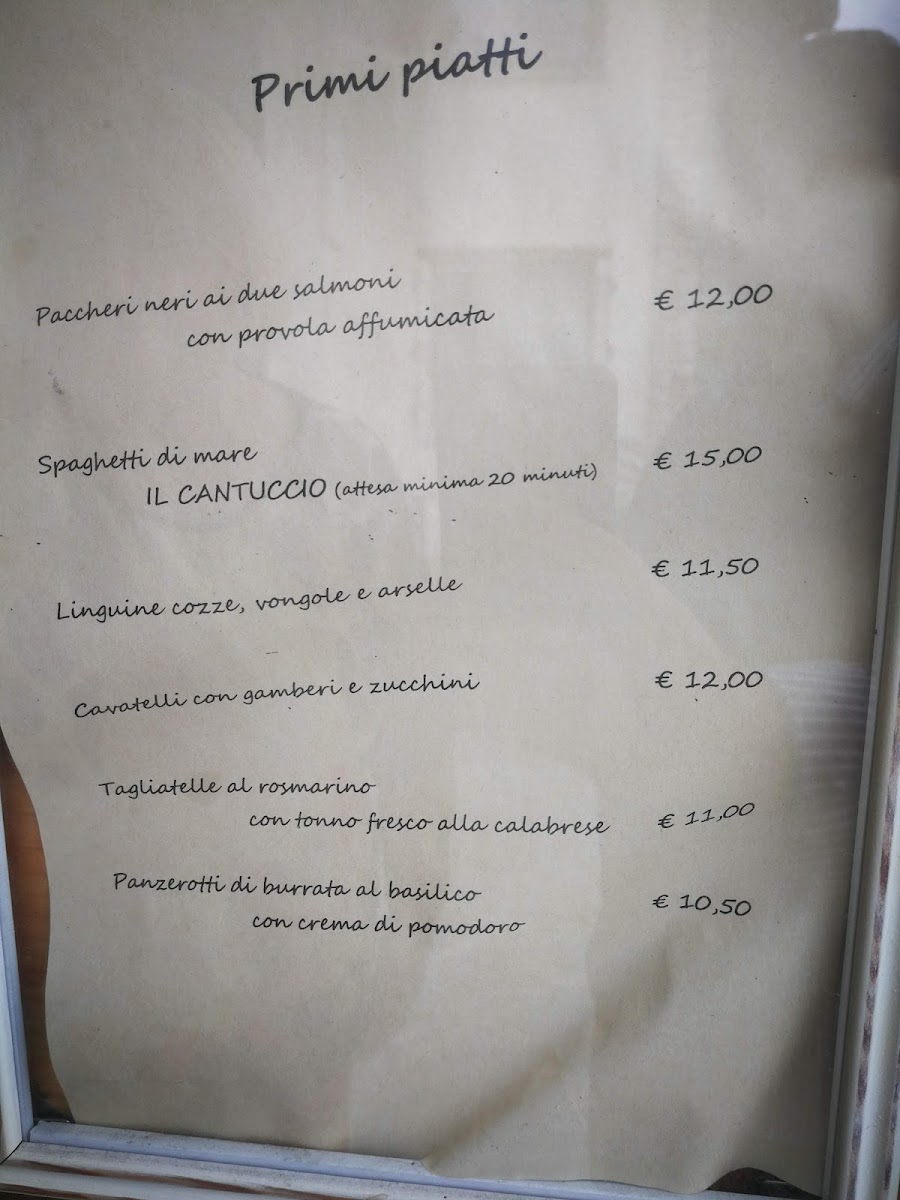 Primi piatti
Paccheri neri ai due salmoni
con provola affumicata € 12,00
Spaghetti di mare € 15,00
IL CANTUCCIO (attesa minima 20 minuti)
Linguine cozze, vongole e arselle € 11,50
Cavatelli con gamberi e zucchini € 12,00
Tagliatelle al rosmarino
con tonno fresco alla calabrese € 11,00
Panzerotti di burrata al basilico € 10,50
con crema di pomodoro